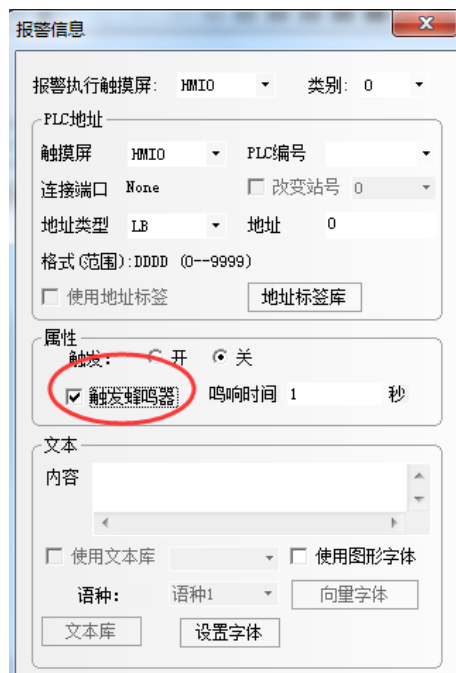 报警信息
报警执行触摸屏: HMI0 类别: 0
PLC地址
触摸屏 HMI0 PLC编号
连接端口 None 改变站号 0
地址类型 LB 地址 0
格式(范围):DDDD (0--9999)
使用地址标签 地址标签库
属性
触发: 开 关
触发蜂鸣器 鸣响时间 1 秒
文本
内容
使用文本库 使用图形字体
语种: 语种1 向量字体
文本库 设置字体